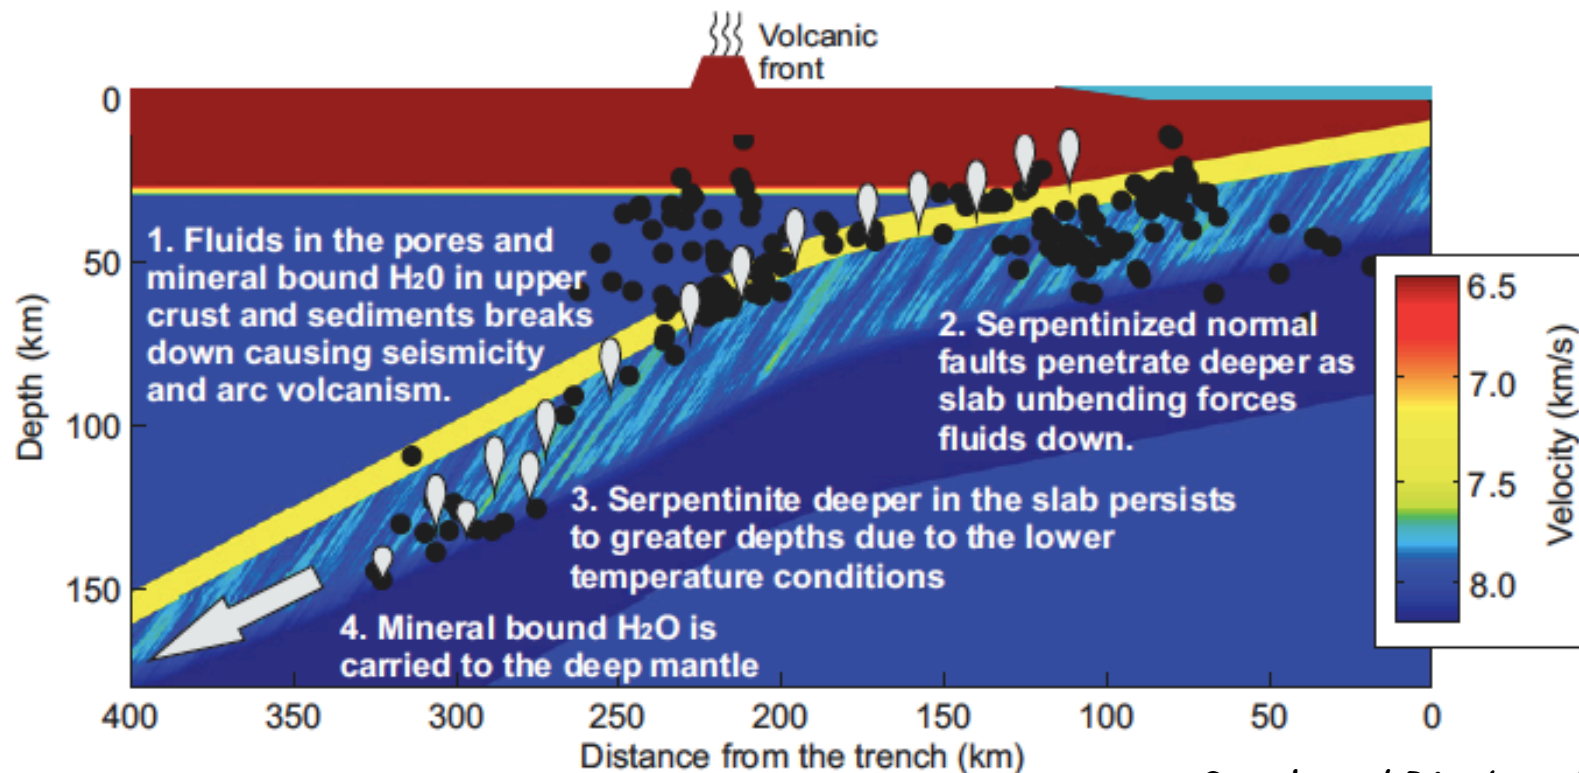 Volcanic
front
0
50
100
150
Depth (km)
1. Fluids in the pores and
mineral bound H20 in upper
crust and sediments breaks
down causing seismicity
and arc volcanism.
2. Serpentinized normal
faults penetrate deeper as
slab unbending forces
fluids down.
3. Serpentinite deeper in the slab persists
to greater depths due to the lower
temperature conditions
4. Mineral bound H2O is
carried to the deep mantle
6.5
7.0
7.5
8.0
Velocity (km/s)
400 350 300 250 200 150 100 50 0
Distance from the trench (km)